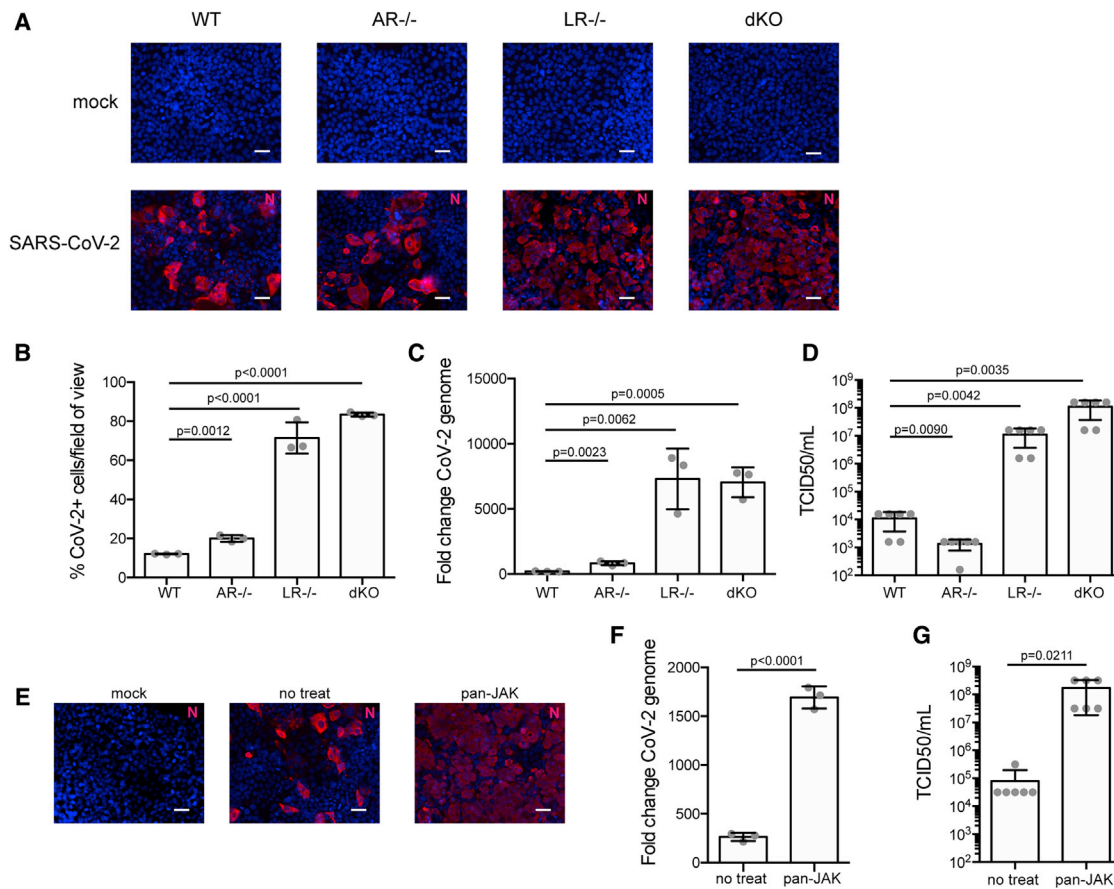 A
WT
AR-/-
LR-/-
dKO
mock
SARS-CoV-2
N
N
N
N
B
% CoV-2+ cells/field of view
100
80
60
40
20
0
p<0.0001
p<0.0001
p=0.0012
WT
AR-/-
LR-/-
dKO
C
Fold change CoV-2 genome
15000
10000
5000
0
p=0.0005
p=0.0062
p=0.0023
WT
AR-/-
LR-/-
dKO
D
TCID50/mL
10⁹
10⁸
10⁷
10⁶
10⁵
10⁴
10³
10²
p=0.0035
p=0.0042
p=0.0090
WT
AR-/-
LR-/-
dKO
E
mock
no treat
pan-JAK
N
N
N
F
Fold change CoV-2 genome
2000
1500
1000
500
0
p<0.0001
no treat
pan-JAK
G
TCID50/mL
10⁹
10⁸
10⁷
10⁶
10⁵
10⁴
10³
10²
p=0.0211
no treat
pan-JAK